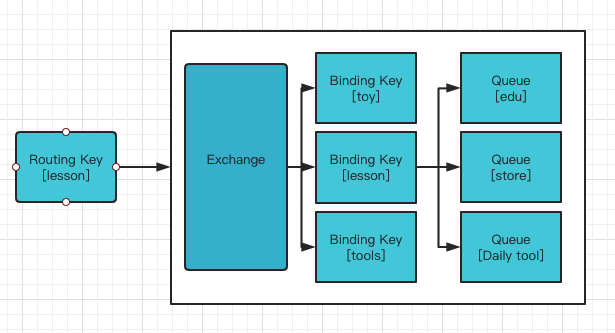 Routing Key
[lesson]
Exchange
Binding Key
[toy]
Binding Key
[lesson]
Binding Key
[tools]
Queue
[edu]
Queue
[store]
Queue
[Daily tool]